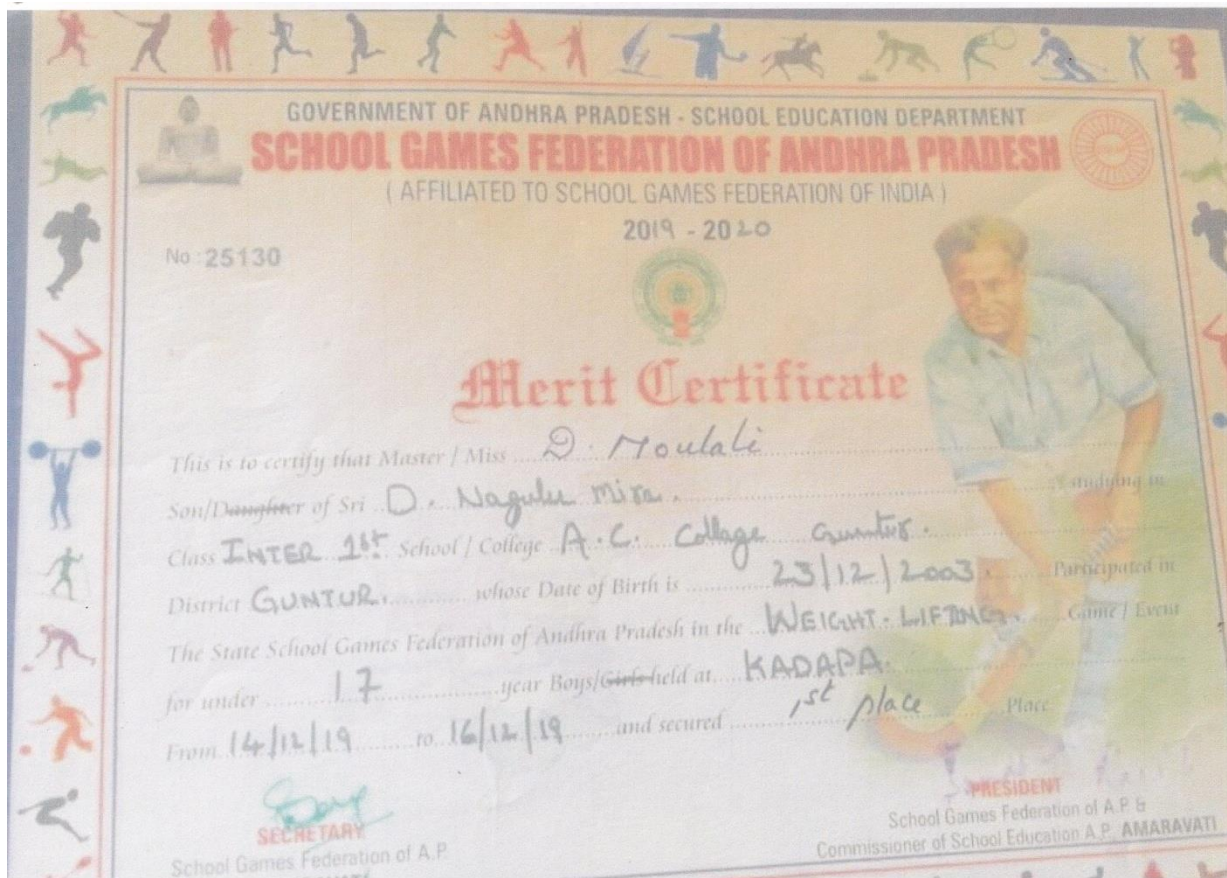 GOVERNMENT OF ANDHRA PRADESH - SCHOOL EDUCATION DEPARTMENT
SCHOOL GAMES FEDERATION OF ANDHRA PRADESH
( AFFILIATED TO SCHOOL GAMES FEDERATION OF INDIA )
2019 - 2020
No : 25130
Merit Certificate
This is to certify that Master / Miss D. Moulali
Son/Daughter of Sri D. Nagulu Mira. studying in
Class INTER 1st School / College A.C. Collage Guntur.
District GUNTUR. whose Date of Birth is 23/12/2003. Participated in
The State School Games Federation of Andhra Pradesh in the WEIGHT-LIFTING. Game / Event
for under 17 year Boys/Girls held at KADAPA.
From 14/12/19 to 16/12/19 and secured 1st place Place
SECRETARY
School Games Federation of A.P.
PRESIDENT
School Games Federation of A.P. &
Commissioner of School Education A.P. AMARAVATI